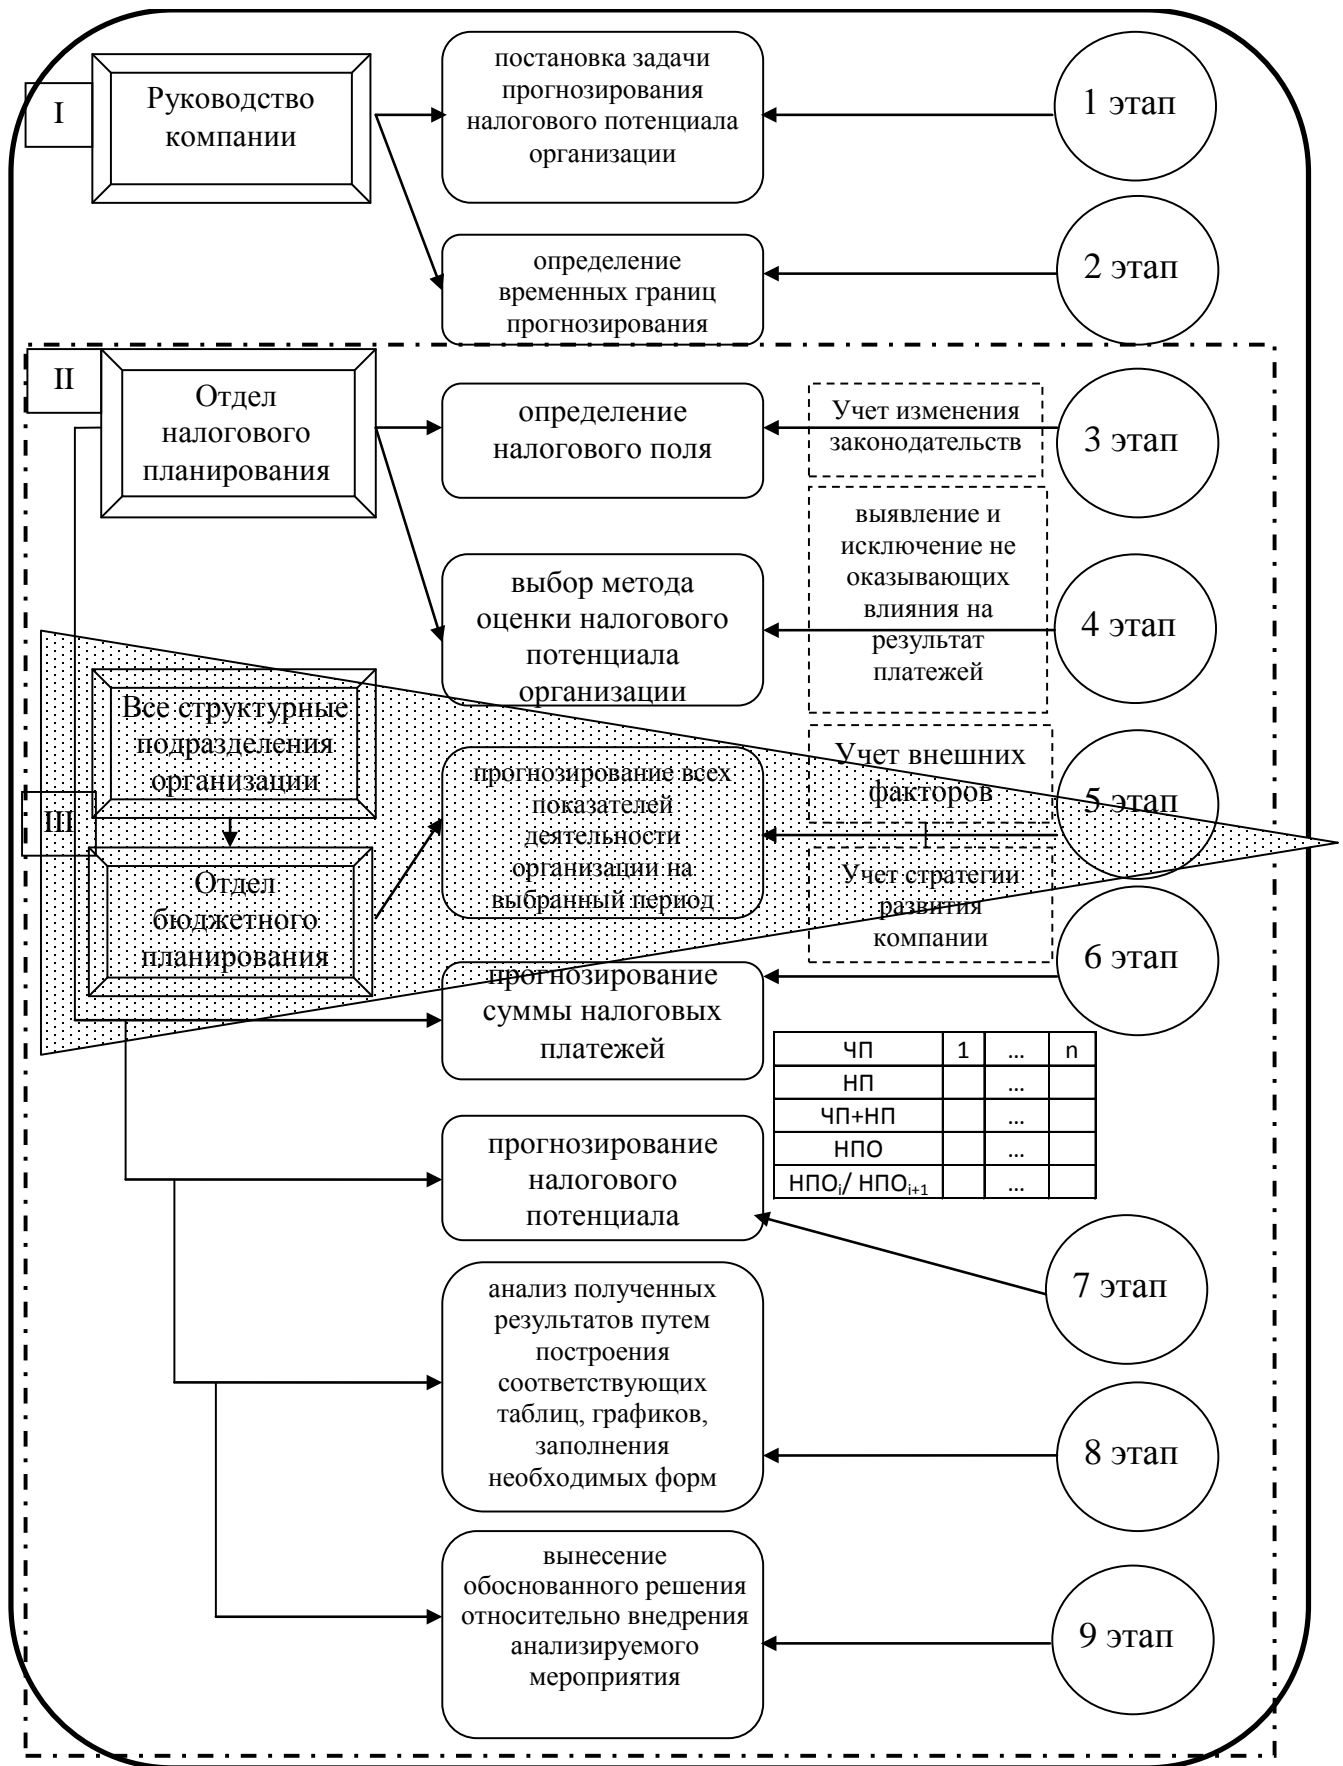 I
Руководство
компании
постановка задачи
прогнозирования
налогового потенциала
организации
1 этап
определение
временных границ
прогнозирования
2 этап
II
Отдел
налогового
планирования
определение
налогового поля
Учет изменения
законодательств
3 этап
выбор метода
оценки налогового
потенциала
организации
выявление и
исключение не
оказывающих
влияния на
результат
платежей
4 этап
III
Все структурные
подразделения
организации
Отдел
бюджетного
планирования
прогнозирование всех
показателей
деятельности
организации на
выбранный период
Учет внешних
факторов
Учет стратегии
развития
компании
5 этап
прогнозирование
суммы налоговых
платежей
6 этап
ЧП 1 ... n
НП ...
ЧП+НП ...
НПО ...
НПОi/ НПОi+1 ...
прогнозирование
налогового
потенциала
7 этап
анализ полученных
результатов путем
построения
соответствующих
таблиц, графиков,
заполнения
необходимых форм
8 этап
вынесение
обоснованного решения
относительно внедрения
анализируемого
мероприятия
9 этап